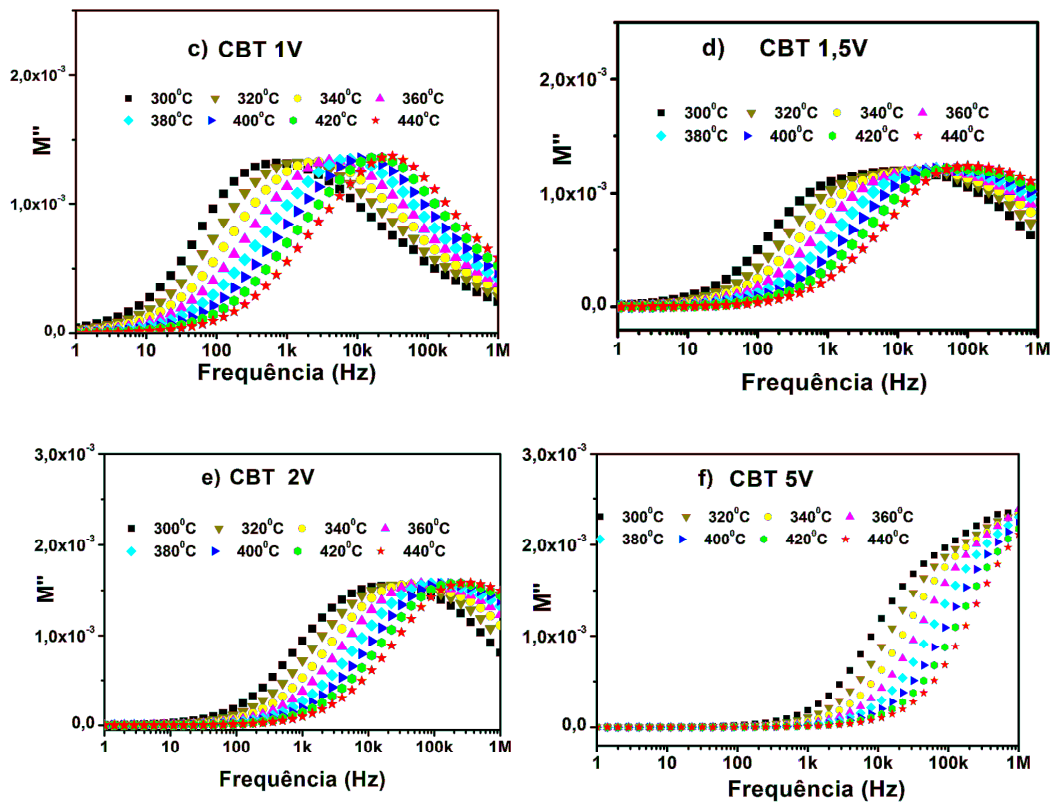 c) CBT 1V
2,0x10⁻³
300⁰C 320⁰C 340⁰C 360⁰C
380⁰C 400⁰C 420⁰C 440⁰C
M"
1,0x10⁻³
0,0
1 10 100 1k 10k 100k 1M
Frequência (Hz)
d) CBT 1,5V
2,0x10⁻³
300⁰C 320⁰C 340⁰C 360⁰C
380⁰C 400⁰C 420⁰C 440⁰C
M"
1,0x10⁻³
0,0
1 10 100 1k 10k 100k 1M
Frequência (Hz)
3,0x10⁻³
e) CBT 2V
300⁰C 320⁰C 340⁰C 360⁰C
380⁰C 400⁰C 420⁰C 440⁰C
2,0x10⁻³
M"
1,0x10⁻³
0,0
1 10 100 1k 10k 100k 1M
Frequência (Hz)
3,0x10⁻³
f) CBT 5V
300⁰C 320⁰C 340⁰C 360⁰C
380⁰C 400⁰C 420⁰C 440⁰C
2,0x10⁻³
M"
1,0x10⁻³
0,0
1 10 100 1k 10k 100k 1M
Frequência (Hz)